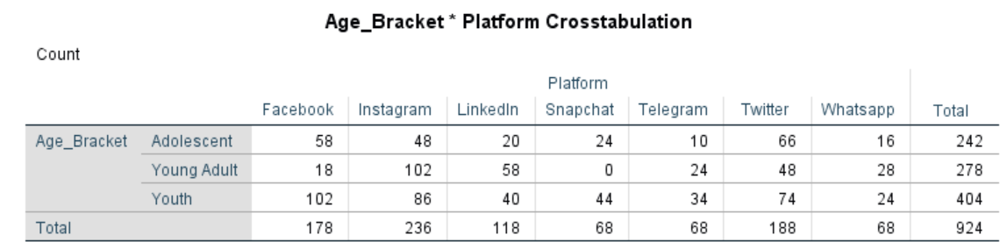 Age_Bracket * Platform Crosstabulation
Count
Platform
Facebook Instagram LinkedIn Snapchat Telegram Twitter Whatsapp Total
Age_Bracket Adolescent 58 48 20 24 10 66 16 242
Young Adult 18 102 58 0 24 48 28 278
Youth 102 86 40 44 34 74 24 404
Total 178 236 118 68 68 188 68 924